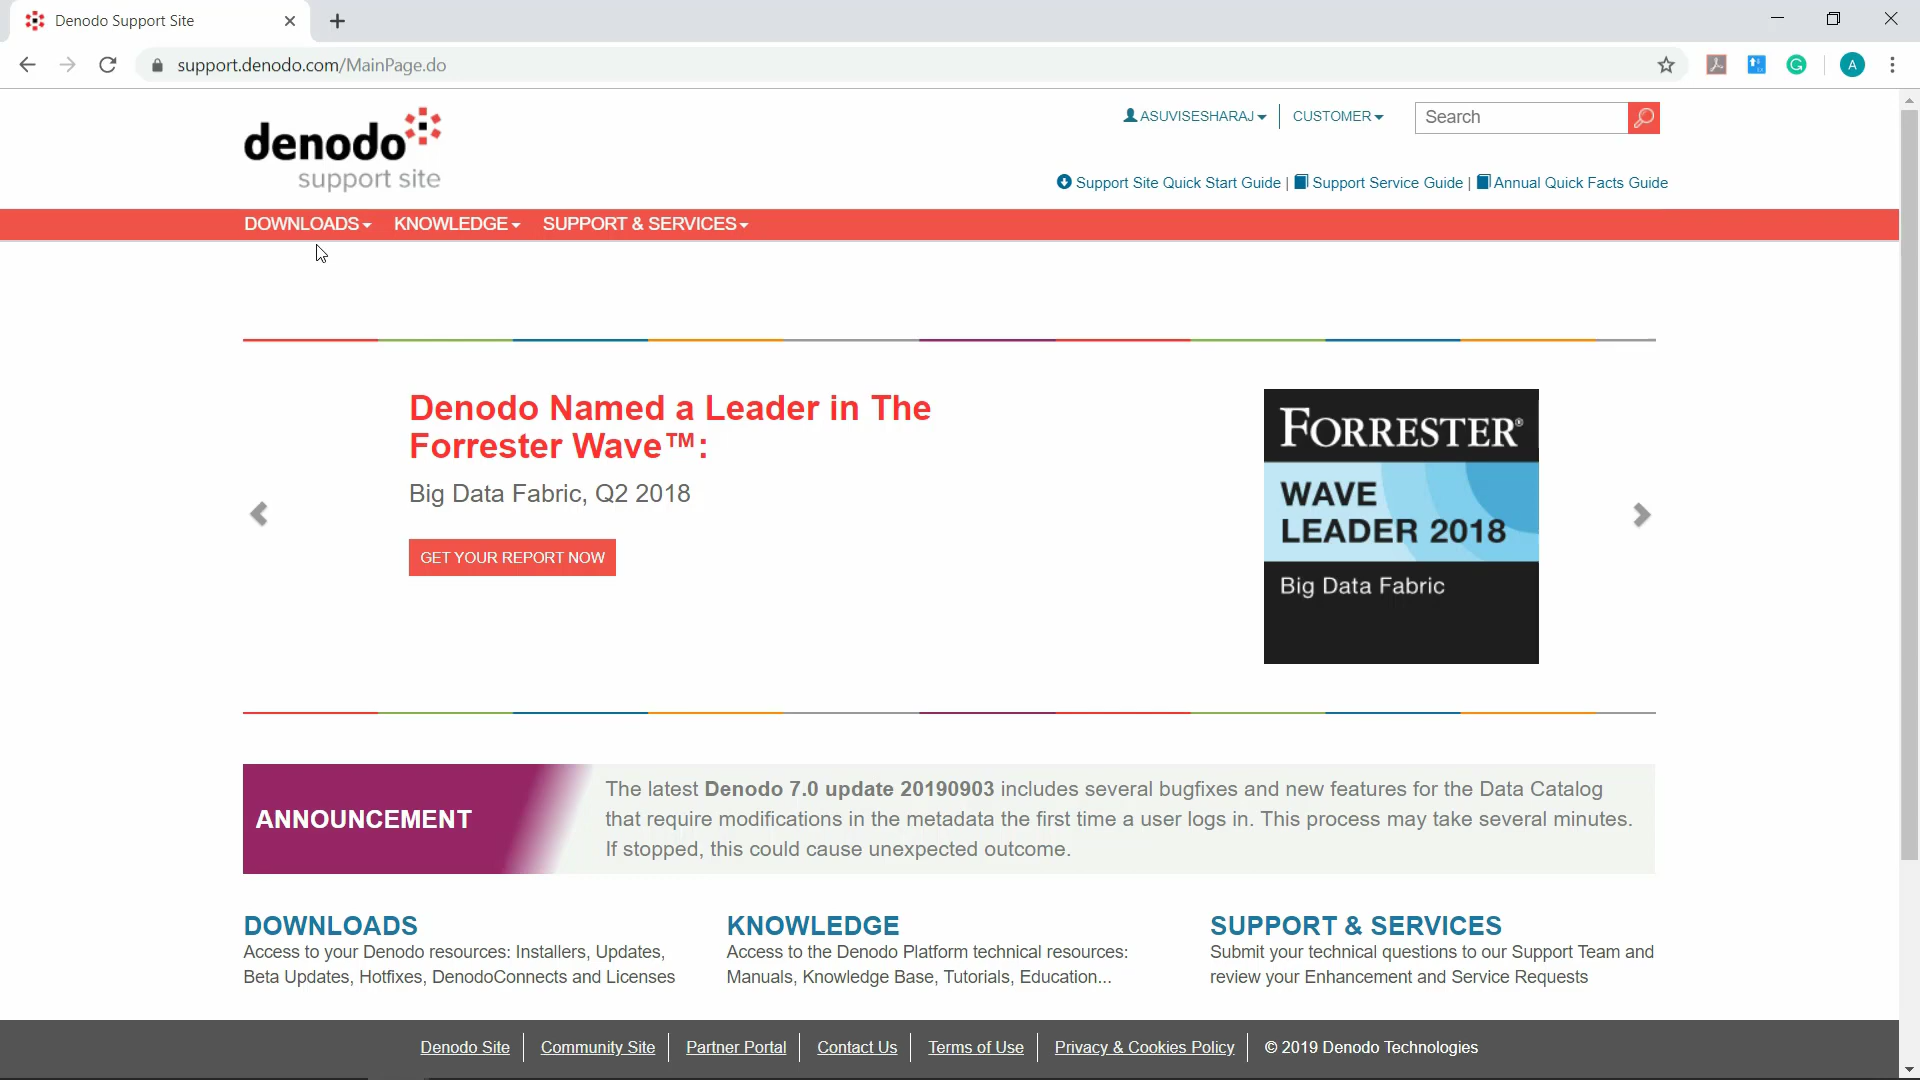 Denodo Support Site
support.denodo.com/MainPage.do
A
denodo
support site
ASUVISESHARAJ
CUSTOMER
Search
Support Site Quick Start Guide | Support Service Guide | Annual Quick Facts Guide
DOWNLOADS KNOWLEDGE SUPPORT & SERVICES
Denodo Named a Leader in The
Forrester Wave™:
Big Data Fabric, Q2 2018
GET YOUR REPORT NOW
FORRESTER®
WAVE
LEADER 2018
Big Data Fabric
ANNOUNCEMENT
The latest Denodo 7.0 update 20190903 includes several bugfixes and new features for the Data Catalog
that require modifications in the metadata the first time a user logs in. This process may take several minutes.
If stopped, this could cause unexpected outcome.
DOWNLOADS
Access to your Denodo resources: Installers, Updates,
Beta Updates, Hotfixes, DenodoConnects and Licenses
KNOWLEDGE
Access to the Denodo Platform technical resources:
Manuals, Knowledge Base, Tutorials, Education...
SUPPORT & SERVICES
Submit your technical questions to our Support Team and
review your Enhancement and Service Requests
Denodo Site Community Site Partner Portal Contact Us Terms of Use Privacy & Cookies Policy © 2019 Denodo Technologies